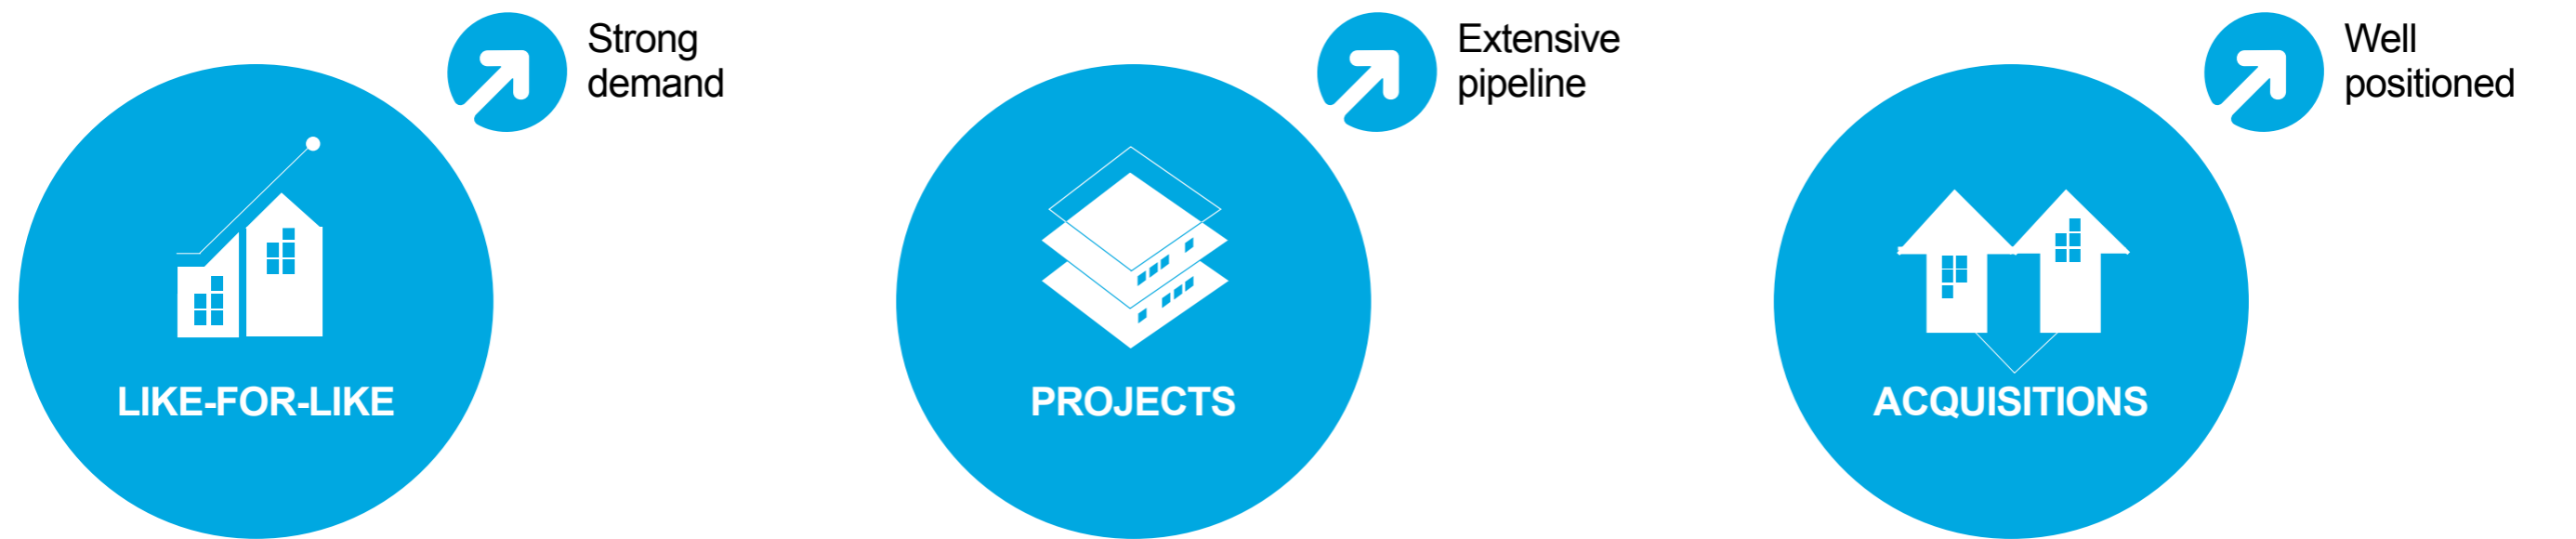 Strong
demand
LIKE-FOR-LIKE
Extensive
pipeline
PROJECTS
Well
positioned
ACQUISITIONS